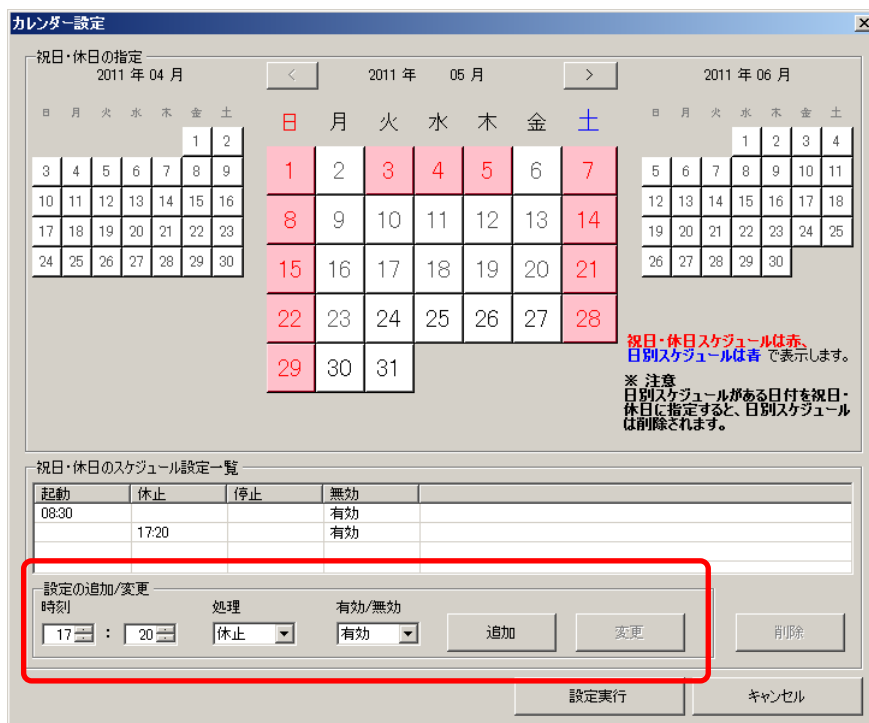 カレンダー設定
祝日・休日の指定
2011 年 04 月
日 月 火 水 木 金 土
1 2
3 4 5 6 7 8 9
10 11 12 13 14 15 16
17 18 19 20 21 22 23
24 25 26 27 28 29 30
< 2011 年 05 月 >
日 月 火 水 木 金 土
1 2 3 4 5 6 7
8 9 10 11 12 13 14
15 16 17 18 19 20 21
22 23 24 25 26 27 28
29 30 31
2011 年 06 月
日 月 火 水 木 金 土
1 2 3 4
5 6 7 8 9 10 11
12 13 14 15 16 17 18
19 20 21 22 23 24 25
26 27 28 29 30
祝日・休日スケジュールは赤、
日別スケジュールは青 で表示します。
※ 注意
日別スケジュールがある日付を祝日・
休日に指定すると、日別スケジュール
は削除されます。
祝日・休日のスケジュール設定一覧
起動 休止 停止 無効
08:30 有効
17:20 有効
設定の追加/変更
時刻 処理 有効/無効
17 : 20 休止 有効 追加 変更 削除
設定実行 キャンセル